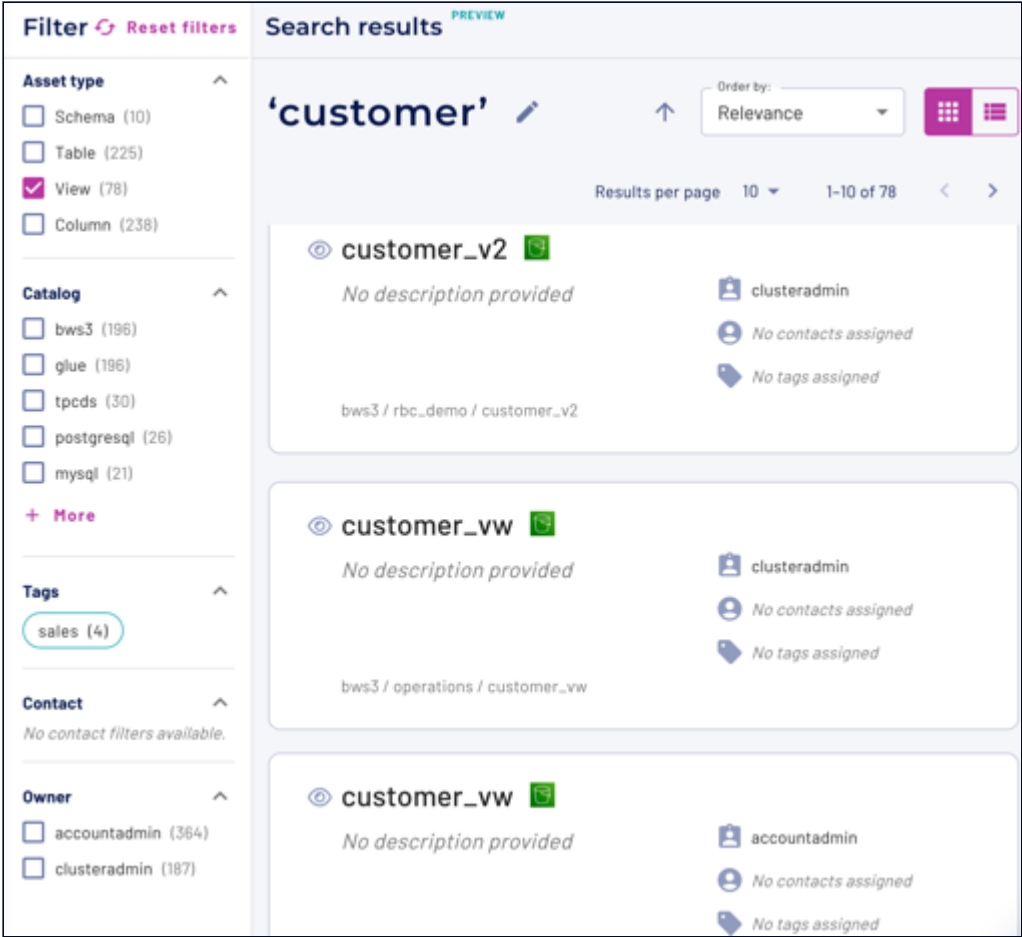 Filter Reset filters
Asset type
Schema (10)
Table (225)
View (78)
Column (238)
Catalog
bws3 (196)
glue (196)
tpcds (30)
postgresql (26)
mysql (21)
+ More
Tags
sales (4)
Contact
No contact filters available.
Owner
accountadmin (364)
clusteradmin (187)
Search results PREVIEW
‘customer’
Order by:
Relevance
Results per page 10 1-10 of 78
customer_v2
No description provided
clusteradmin
No contacts assigned
No tags assigned
bws3 / rbc_demo / customer_v2
customer_vw
No description provided
clusteradmin
No contacts assigned
No tags assigned
bws3 / operations / customer_vw
customer_vw
No description provided
accountadmin
No contacts assigned
No tags assigned